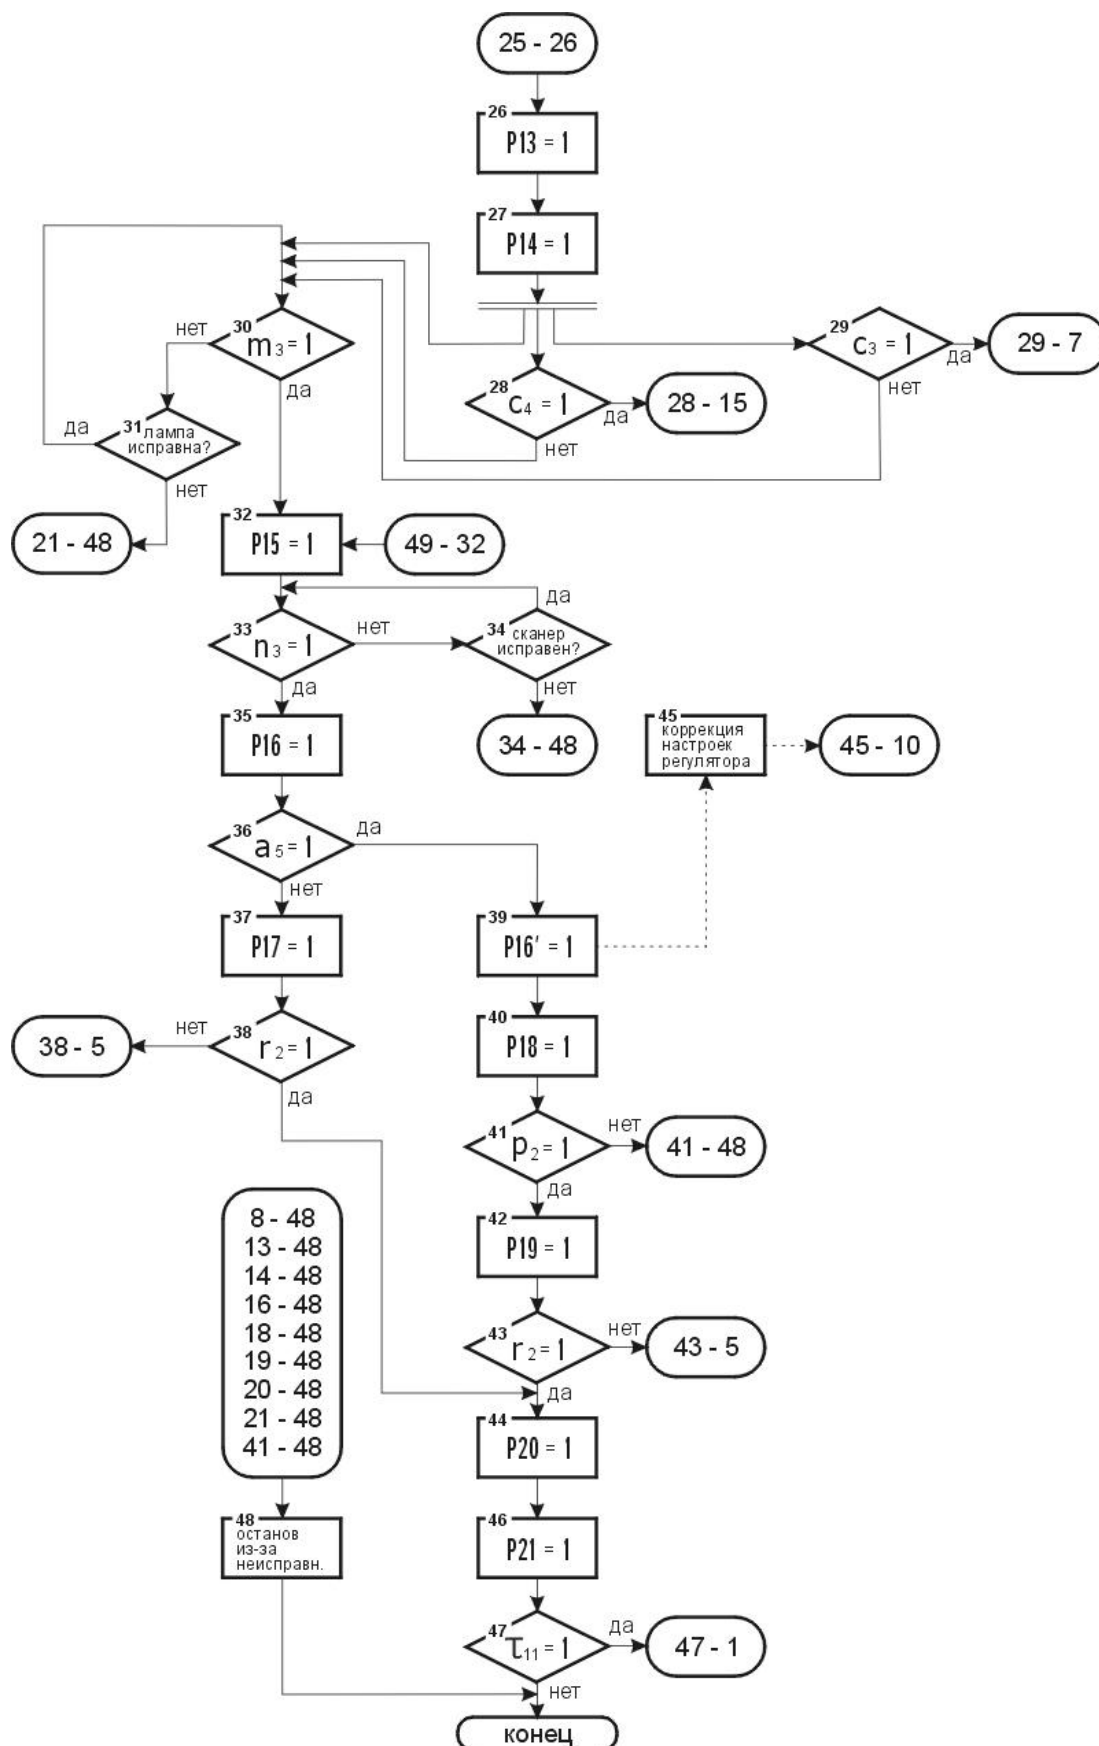 25 - 26
26
P13 = 1
27
P14 = 1
30
m3 = 1
нет
да
29
c3 = 1
да
29 - 7
нет
28
c4 = 1
да
28 - 15
нет
да
31 лампа
исправна?
нет
21 - 48
32
P15 = 1
49 - 32
да
33
n3 = 1
нет
34 сканер
исправен?
да
нет
35
P16 = 1
34 - 48
45
коррекция
настроек
регулятора
45 - 10
36
a5 = 1
да
нет
37
P17 = 1
39
P16' = 1
38 - 5
нет
38
r2 = 1
да
40
P18 = 1
41
p2 = 1
нет
41 - 48
да
8 - 48
13 - 48
14 - 48
16 - 48
18 - 48
19 - 48
20 - 48
21 - 48
41 - 48
42
P19 = 1
43
r2 = 1
нет
43 - 5
да
44
P20 = 1
48
останов
из-за
неисправн.
46
P21 = 1
47
τ11 = 1
да
47 - 1
нет
конец